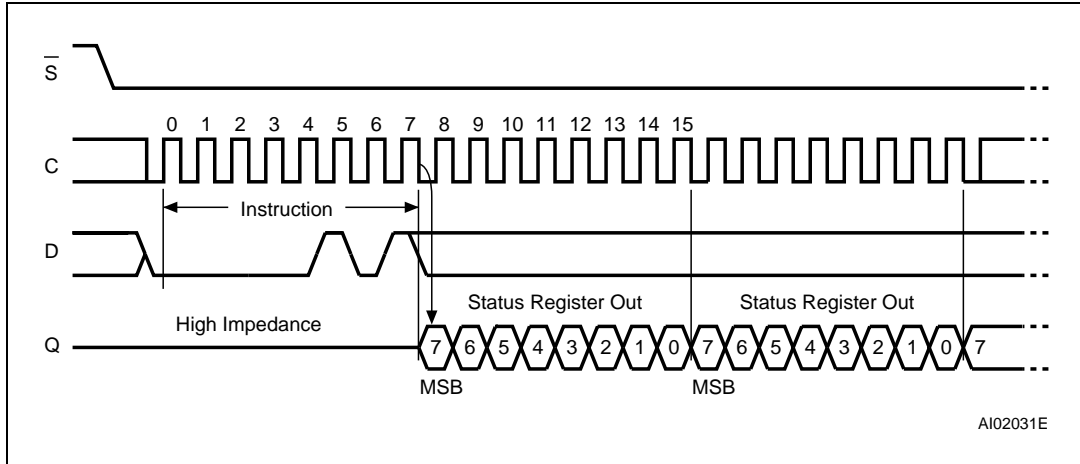 S̅
0 1 2 3 4 5 6 7 8 9 10 11 12 13 14 15
C
Instruction
D
Status Register Out Status Register Out
High Impedance
Q 7 6 5 4 3 2 1 0 7 6 5 4 3 2 1 0 7
MSB MSB
AI02031E